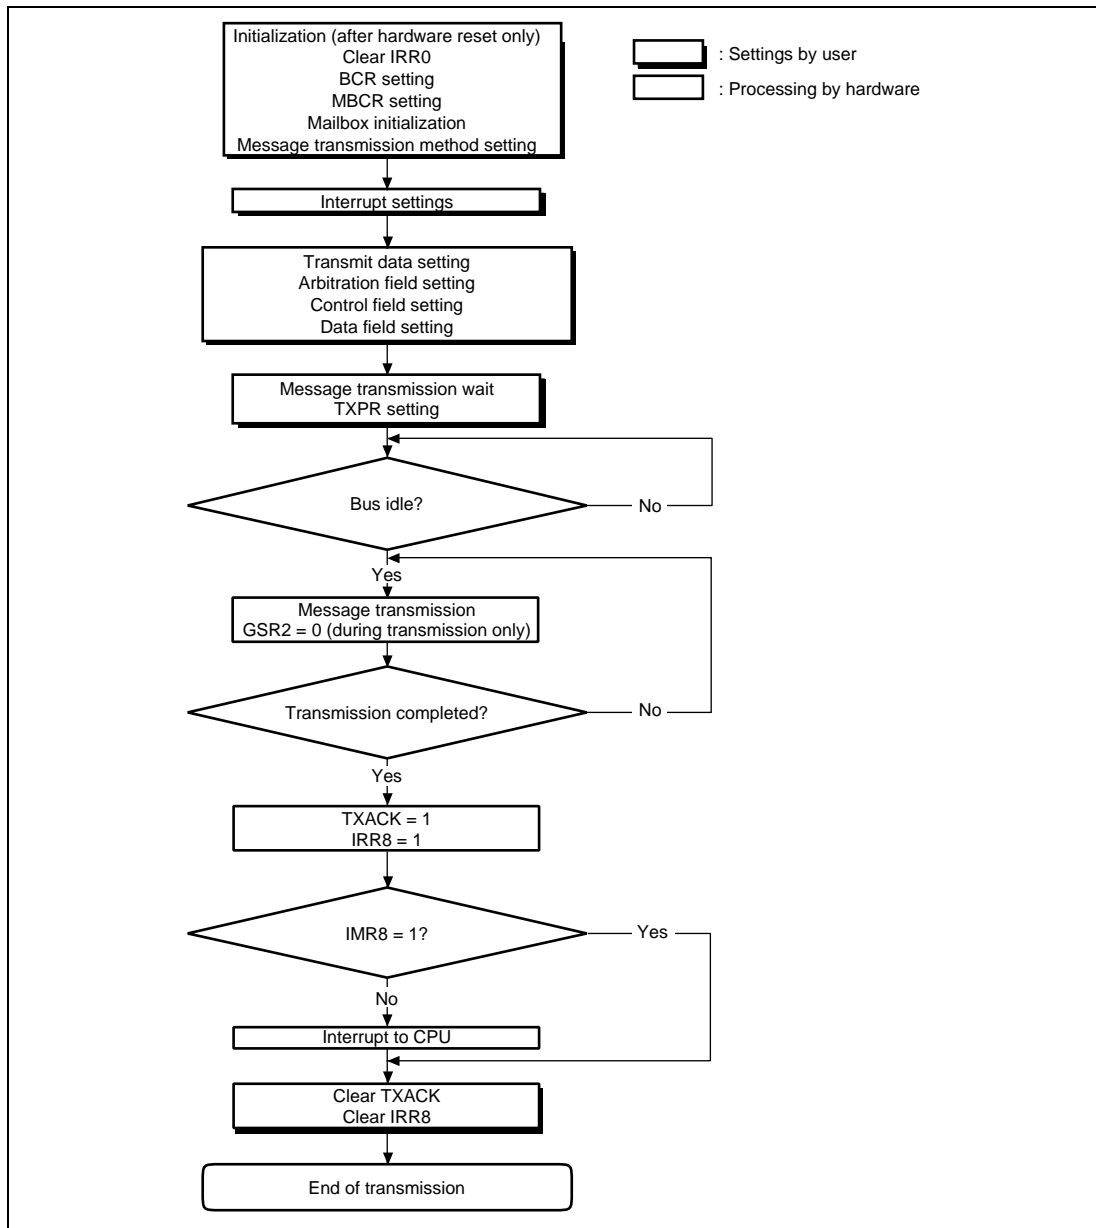 Initialization (after hardware reset only)
Clear IRR0
BCR setting
MBCR setting
Mailbox initialization
Message transmission method setting
: Settings by user
: Processing by hardware
Interrupt settings
Transmit data setting
Arbitration field setting
Control field setting
Data field setting
Message transmission wait
TXPR setting
Bus idle?
No
Yes
Message transmission
GSR2 = 0 (during transmission only)
Transmission completed?
No
Yes
TXACK = 1
IRR8 = 1
IMR8 = 1?
Yes
No
Interrupt to CPU
Clear TXACK
Clear IRR8
End of transmission